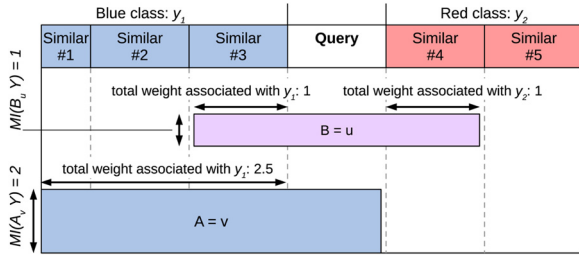 Blue class: y1
Red class: y2
Similar #1
Similar #2
Similar #3
Query
Similar #4
Similar #5
MI(Bu Y) = 1
total weight associated with y1: 1
total weight associated with y2: 1
B = u
MI(Av Y) = 2
total weight associated with y1: 2.5
A = v